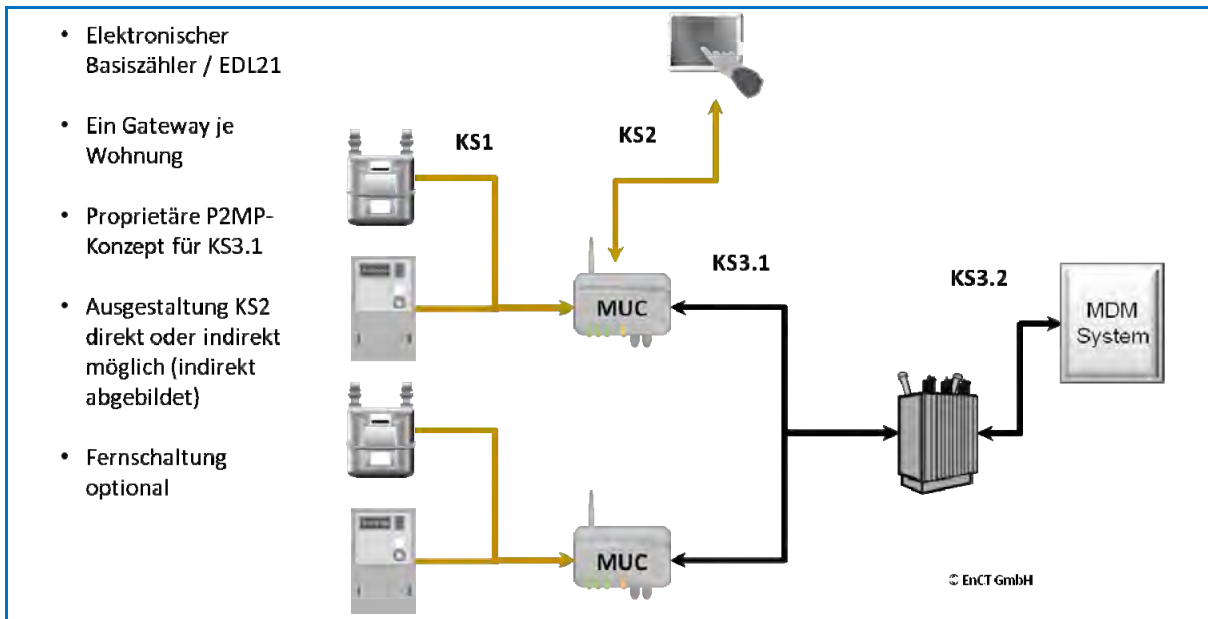 • Elektronischer
Basiszähler / EDL21
• Ein Gateway je
Wohnung
• Proprietäre P2MP-
Konzept für KS3.1
• Ausgestaltung KS2
direkt oder indirekt
möglich (indirekt
abgebildet)
• Fernschaltung
optional
KS1
KS2
KS3.1
KS3.2
MUC
MDM
System
MUC
© EnCT GmbH